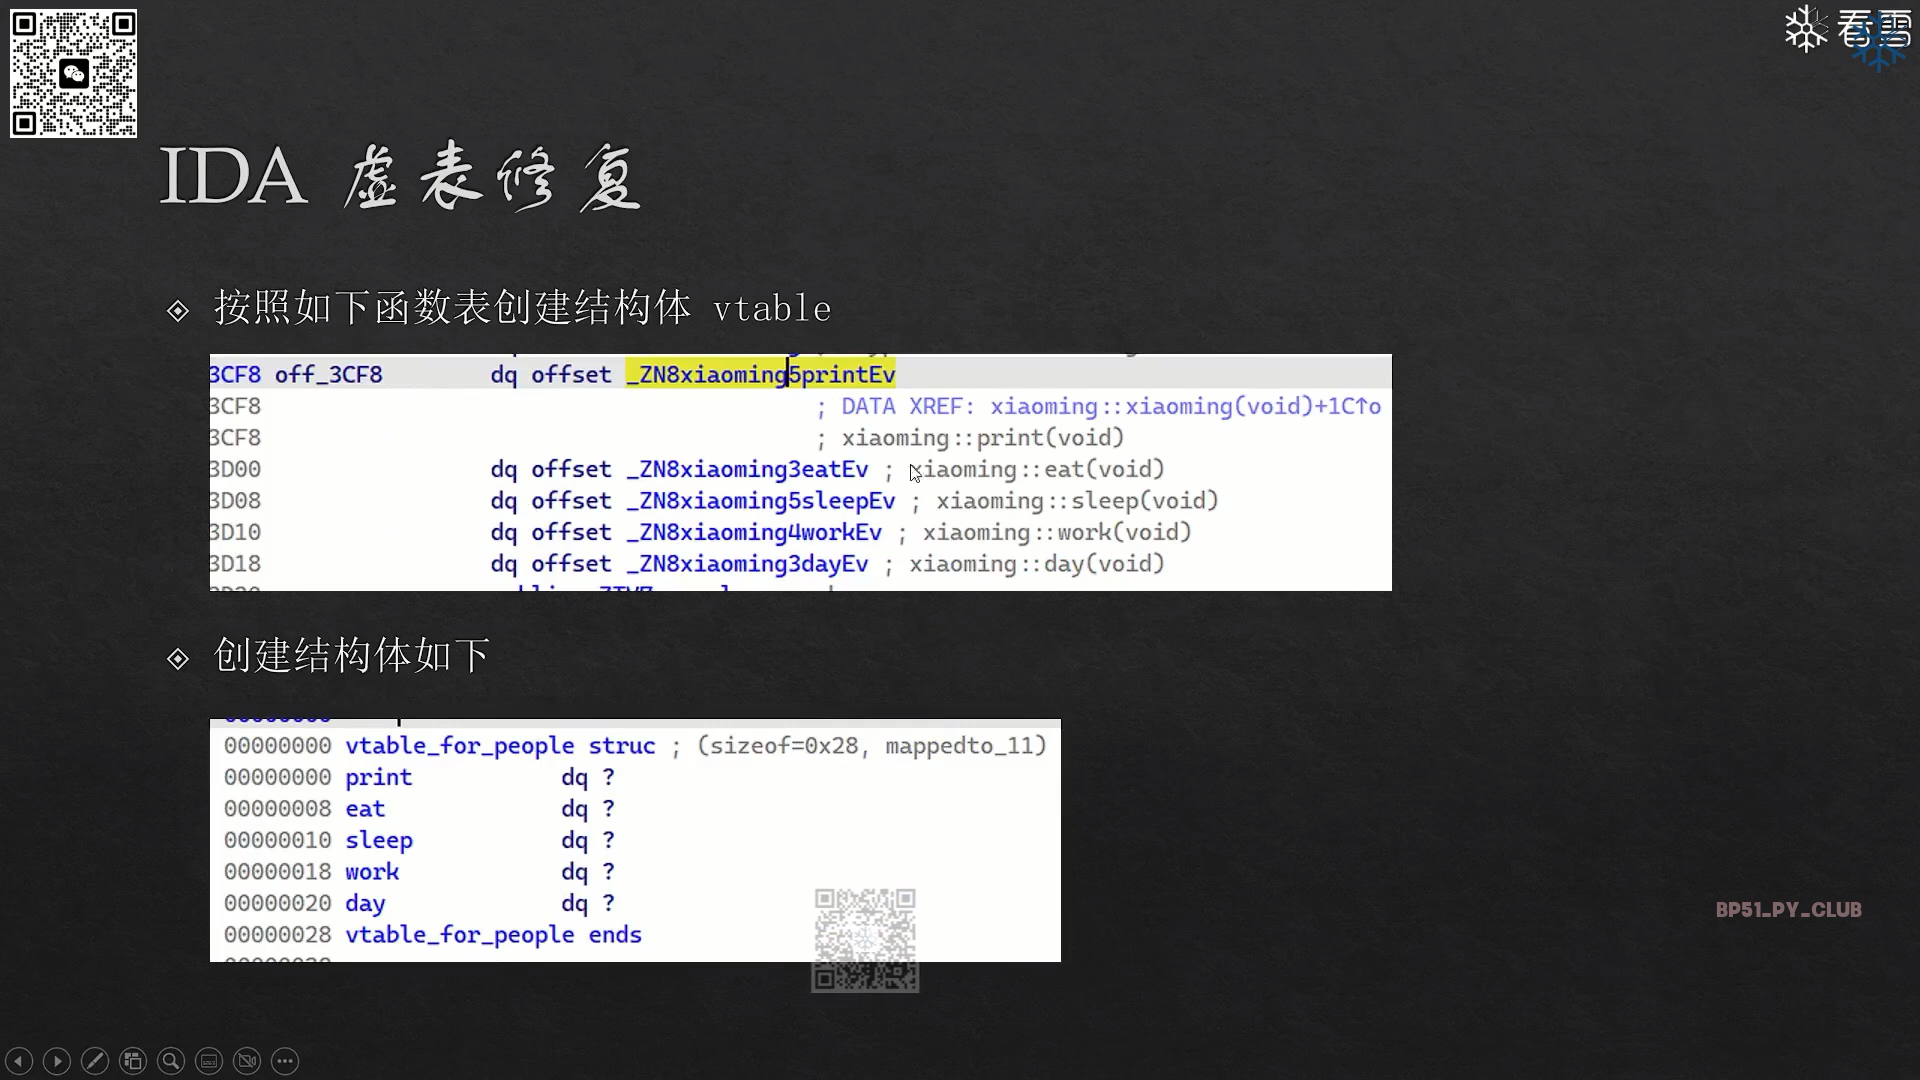 看雪
IDA 虚表修复
按照如下函数表创建结构体 vtable
3CF8 off_3CF8 dq offset _ZN8xiaoming5printEv
3CF8 ; DATA XREF: xiaoming::xiaoming(void)+1C↑o
3CF8 ; xiaoming::print(void)
3D00 dq offset _ZN8xiaoming3eatEv ; xiaoming::eat(void)
3D08 dq offset _ZN8xiaoming5sleepEv ; xiaoming::sleep(void)
3D10 dq offset _ZN8xiaoming4workEv ; xiaoming::work(void)
3D18 dq offset _ZN8xiaoming3dayEv ; xiaoming::day(void)
创建结构体如下
00000000 vtable_for_people struc ; (sizeof=0x28, mappedto_11)
00000000 print dq ?
00000008 eat dq ?
00000010 sleep dq ?
00000018 work dq ?
00000020 day dq ?
00000028 vtable_for_people ends
BP51_PY_CLUB